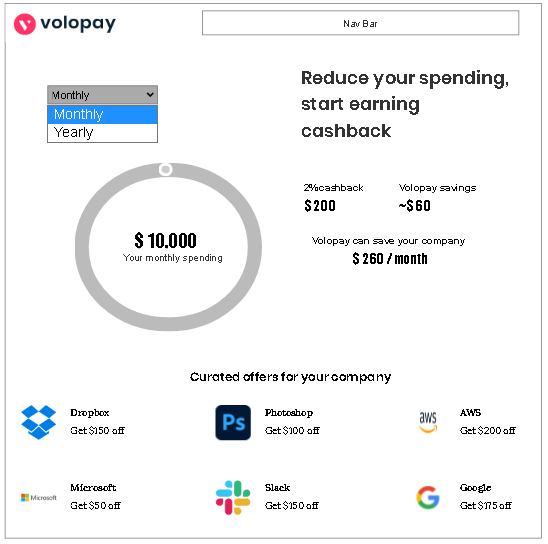 volopay
Nav Bar
Monthly
Monthly
Yearly
Reduce your spending,
start earning
cashback
2%cashback
Volopay savings
$200
~$60
$ 10,000
Your monthly spending
Volopay can save your company
$ 260 / month
Curated offers for your company
Dropbox
Get $150 off
Ps
Photoshop
Get $100 off
aws
AWS
Get $200 off
Microsoft
Microsoft
Get $50 off
Slack
Get $150 off
G
Google
Get $175 off